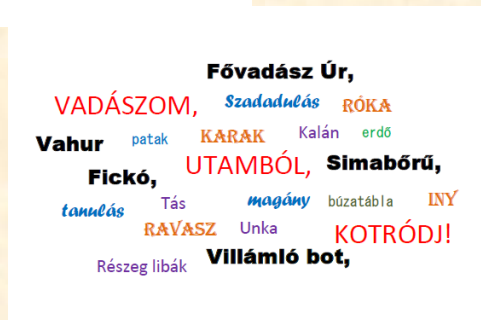 Fővadász Úr,
VADÁSZOM, Szadadulás RÓKA
Vahur patak KARAK Kalán erdő
Fickó, UTAMBÓL, Simabőrű,
tanulás Tás magány búzatábla INY
RAVASZ Unka KOTRÓDJ!
Részeg libák Villámló bot,